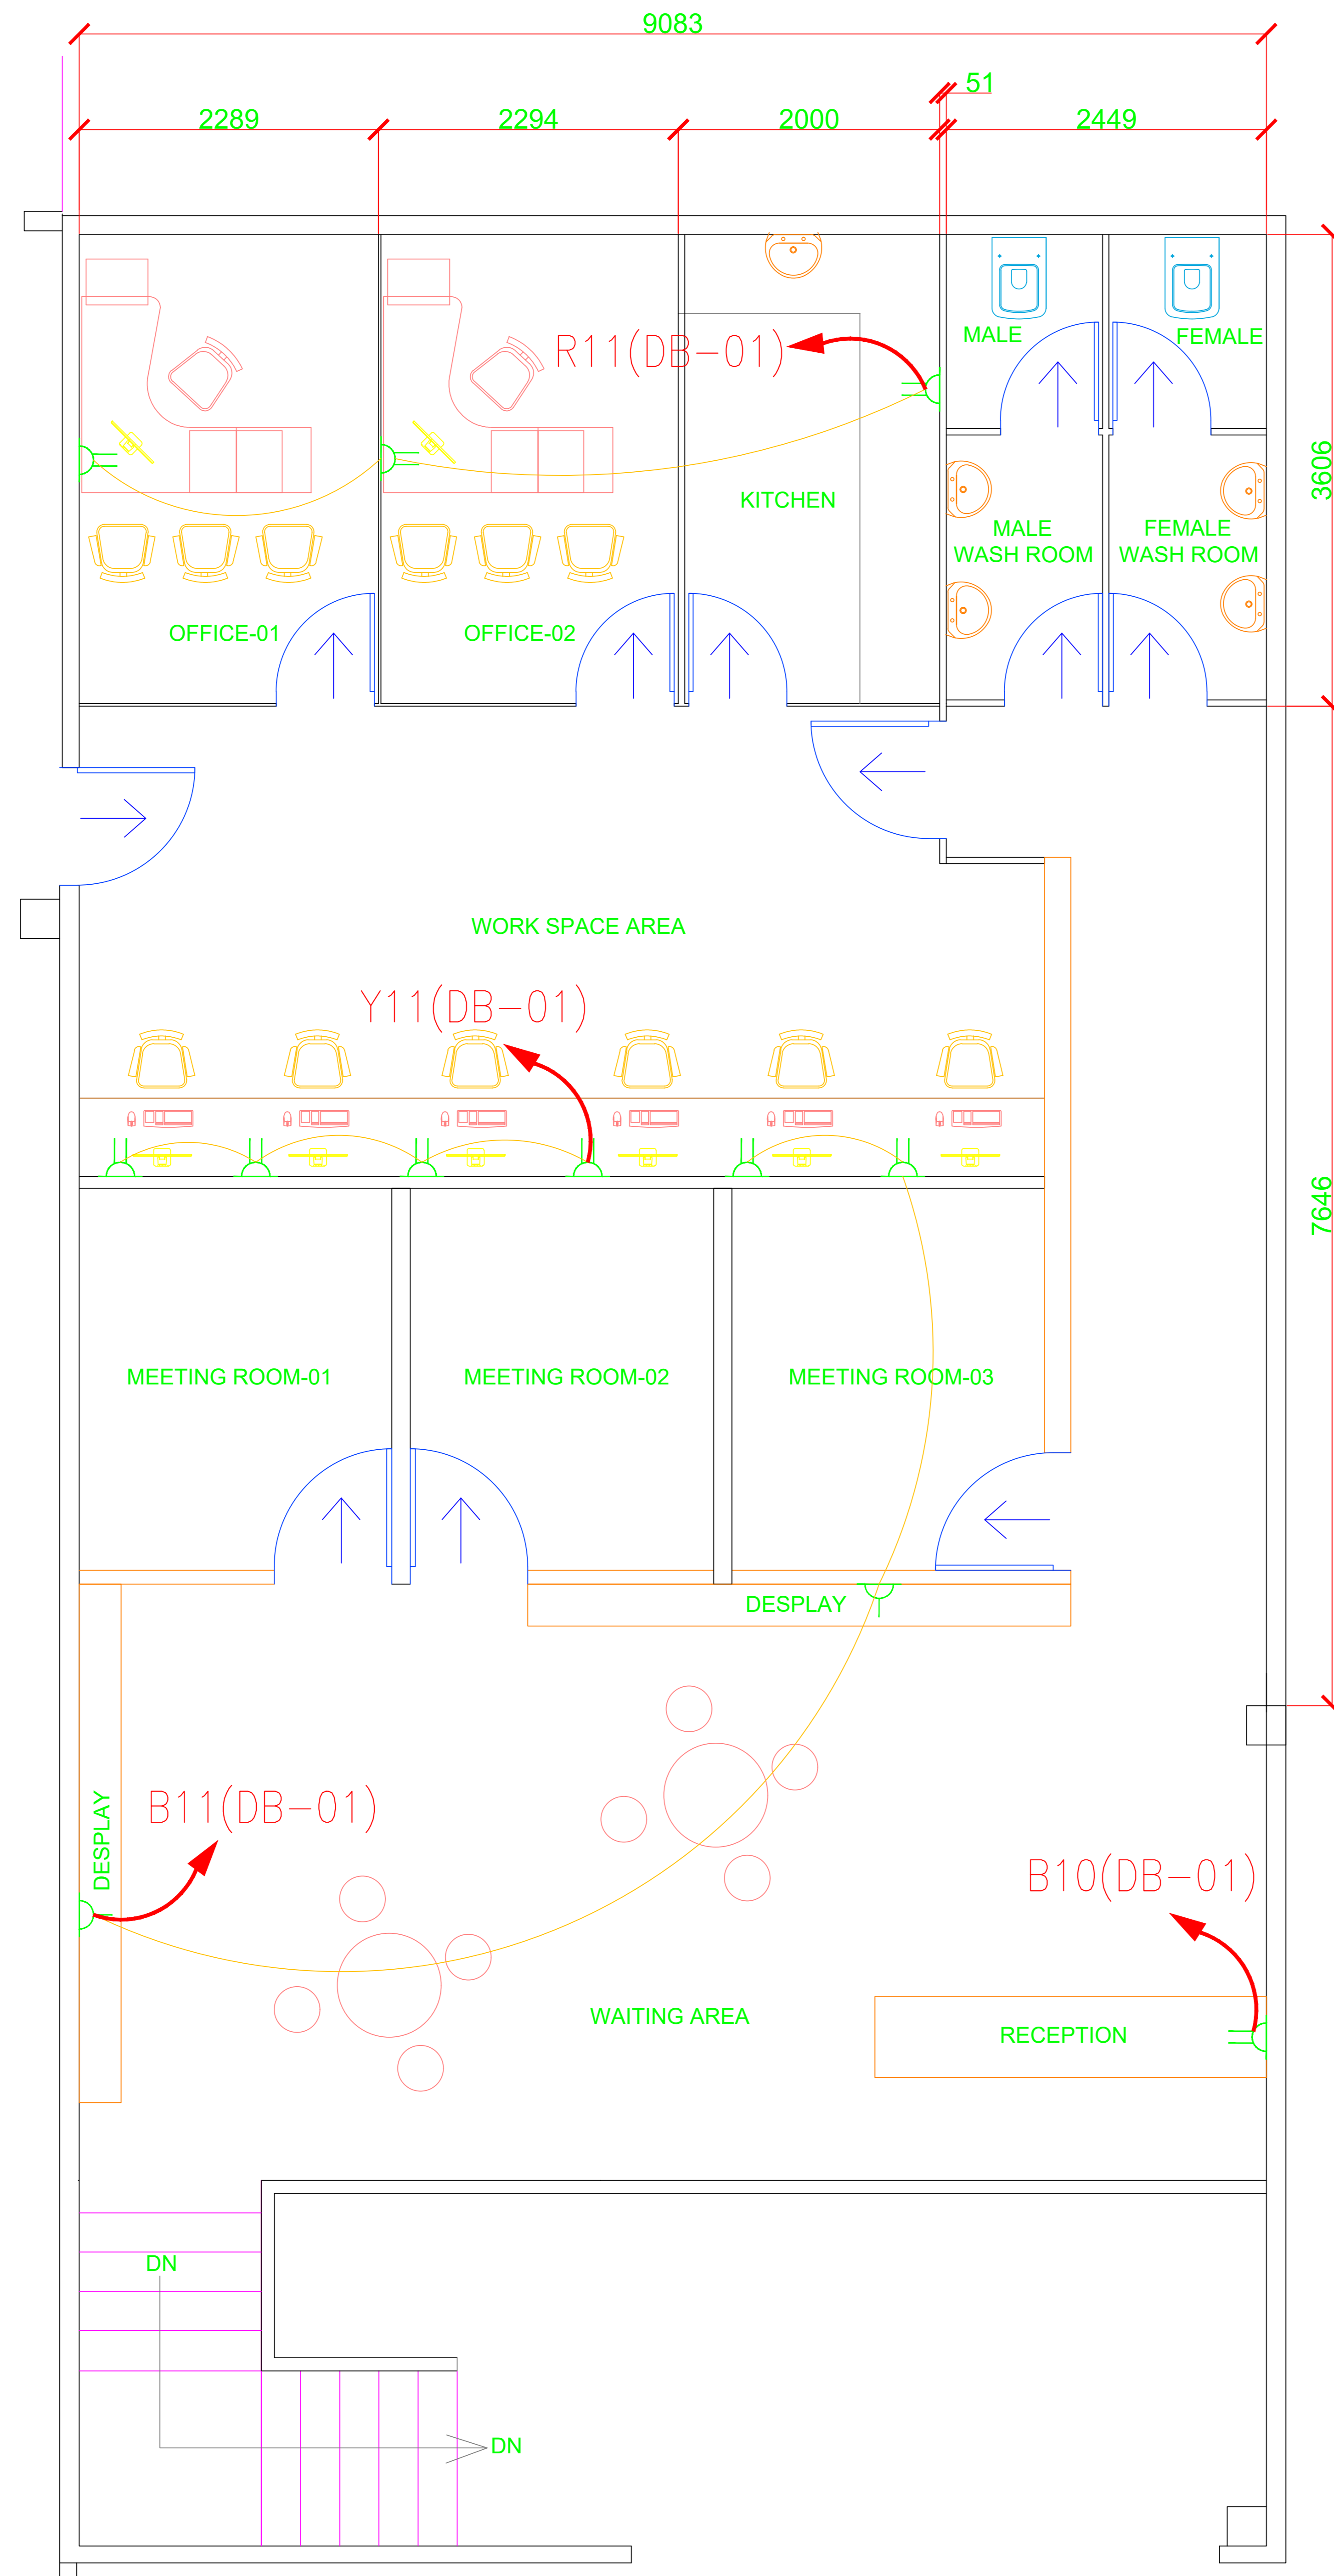 9083
51
2289
2294
2000
2449
MALE
FEMALE
R11(DB-01)
3606
KITCHEN
MALE
WASH ROOM
FEMALE
WASH ROOM
OFFICE-01
OFFICE-02
WORK SPACE AREA
Y11(DB-01)
7646
MEETING ROOM-01
MEETING ROOM-02
MEETING ROOM-03
DESPLAY
DESPLAY
B11(DB-01)
B10(DB-01)
WAITING AREA
RECEPTION
DN
DN